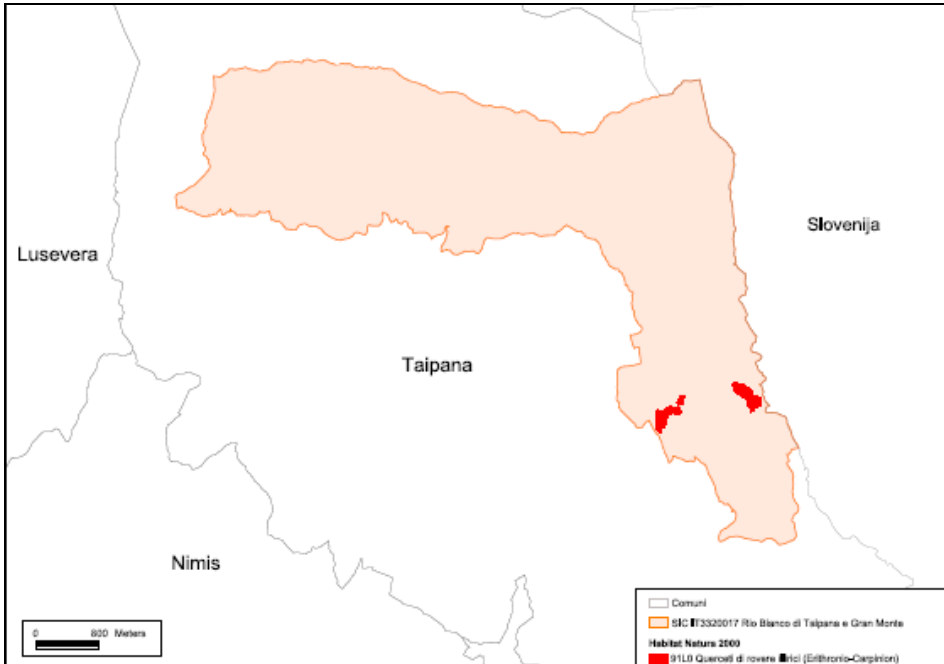 Slovenija
Lusevera
Taipana
Nimis
0 800 Meters
Comuni
SIC IT3320017 Rio Bianco di Taipana e Gran Monte
Habitat Natura 2000
91L0 Querceti di rovere illirici (Erithronio-Carpinion)